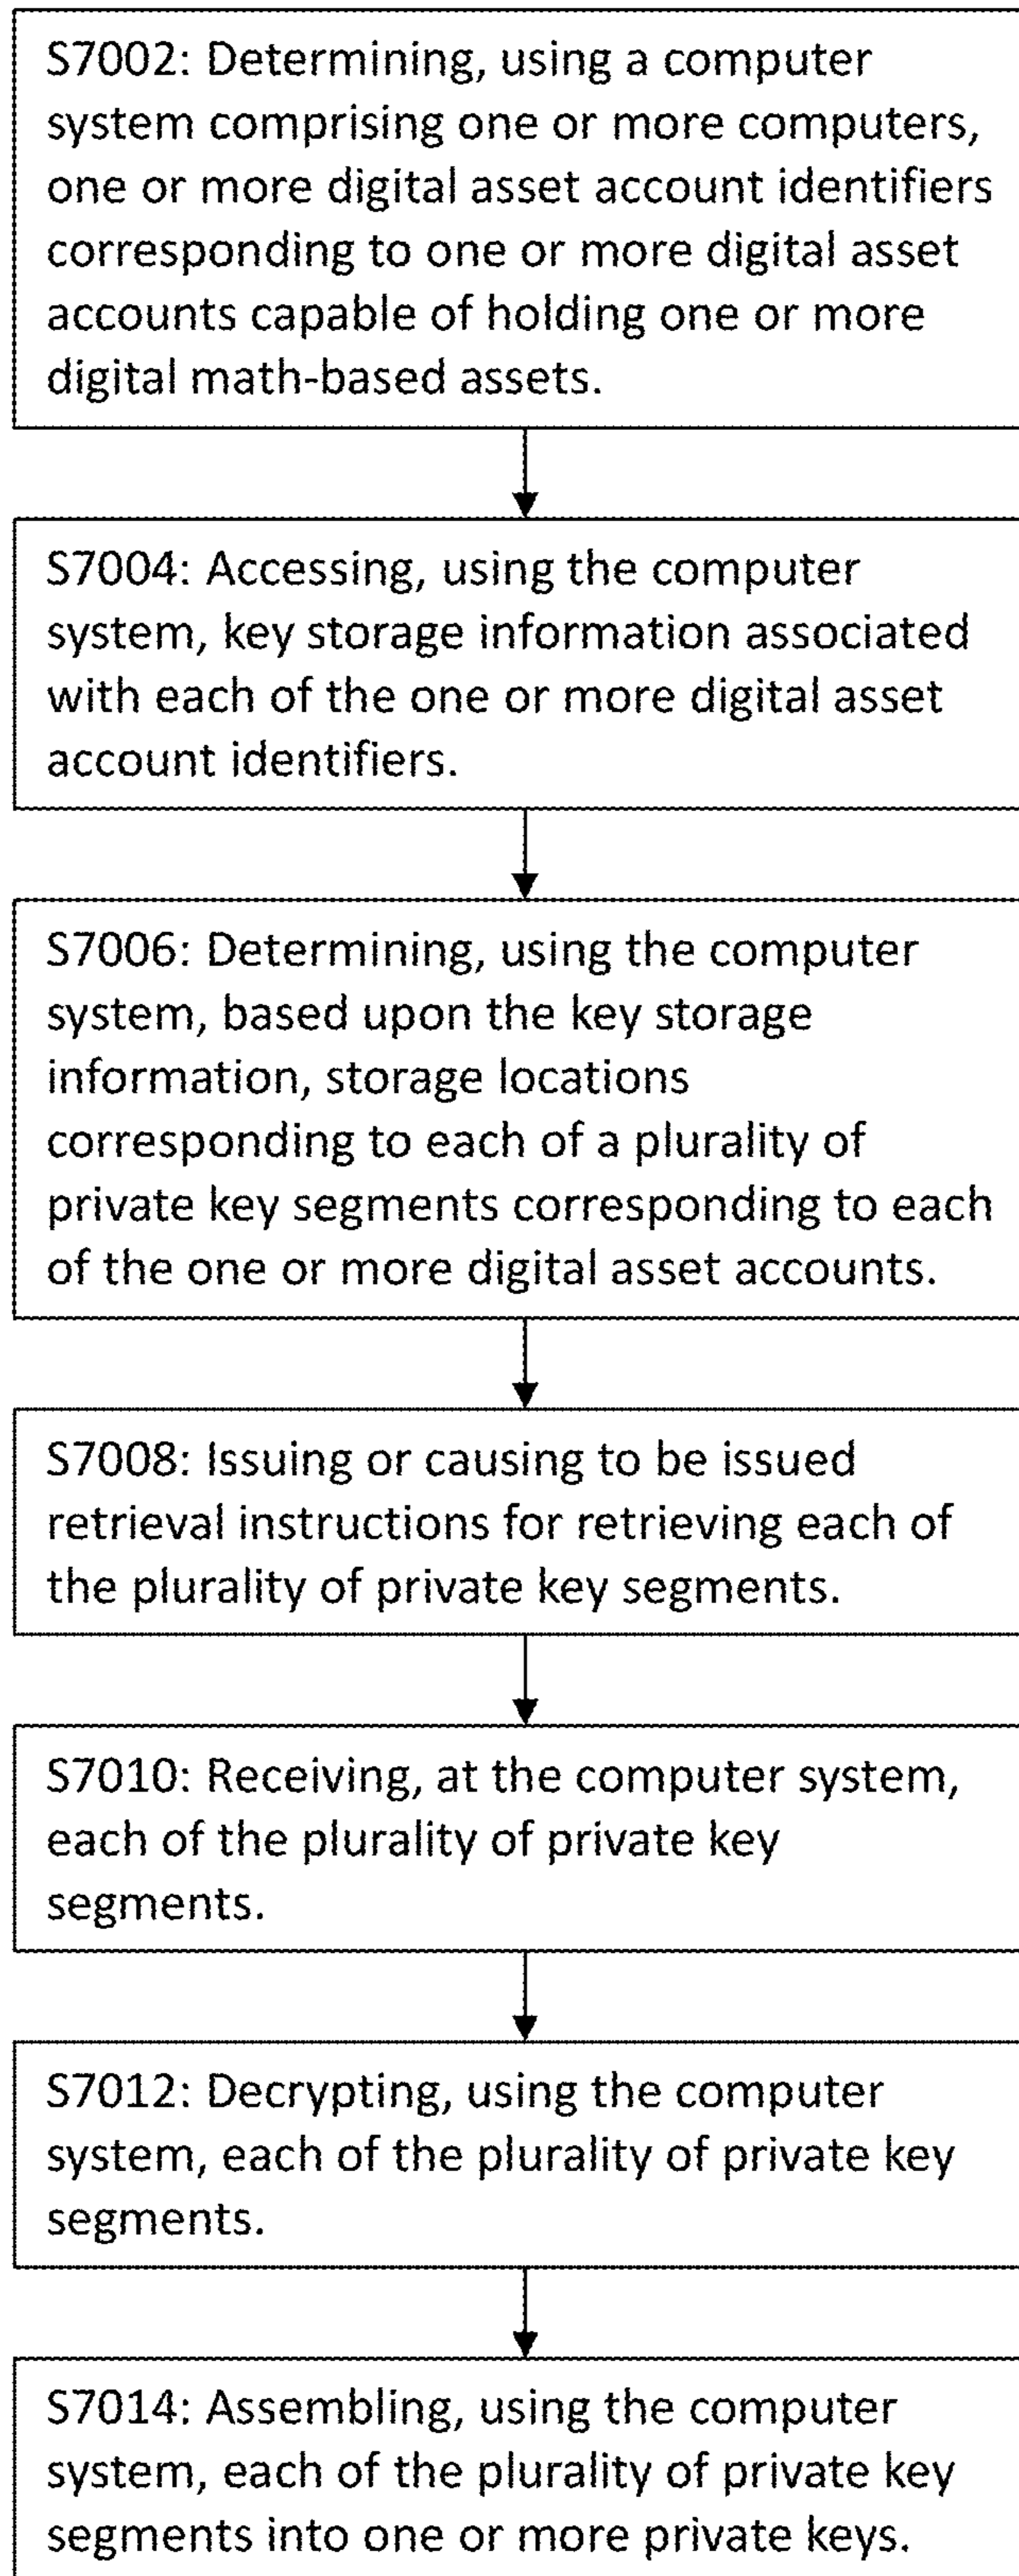 S7002: Determining, using a computer
system comprising one or more computers,
one or more digital asset account identifiers
corresponding to one or more digital asset
accounts capable of holding one or more
digital math-based assets.
S7004: Accessing, using the computer
system, key storage information associated
with each of the one or more digital asset
account identifiers.
S7006: Determining, using the computer
system, based upon the key storage
information, storage locations
corresponding to each of a plurality of
private key segments corresponding to each
of the one or more digital asset accounts.
S7008: Issuing or causing to be issued
retrieval instructions for retrieving each of
the plurality of private key segments.
S7010: Receiving, at the computer system,
each of the plurality of private key
segments.
S7012: Decrypting, using the computer
system, each of the plurality of private key
segments.
S7014: Assembling, using the computer
system, each of the plurality of private key
segments into one or more private keys.